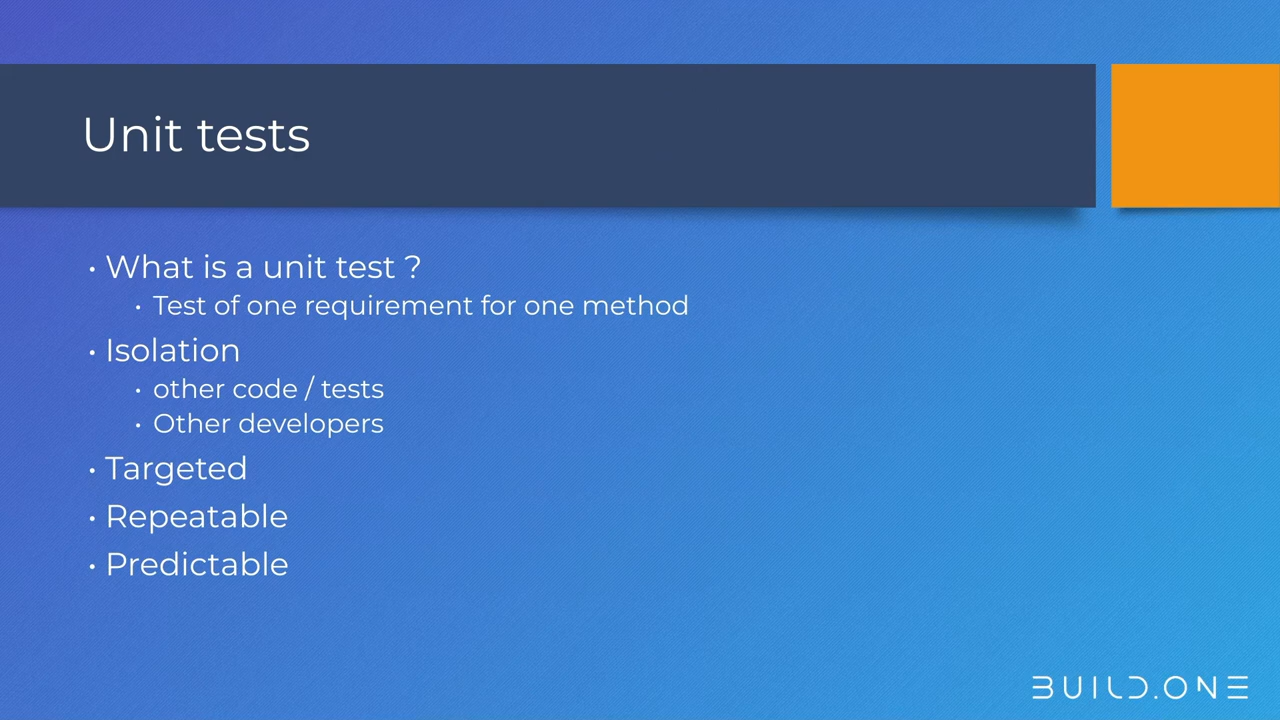 Unit tests
• What is a unit test ?
• Test of one requirement for one method
• Isolation
• other code / tests
• Other developers
• Targeted
• Repeatable
• Predictable
BUILD.ONE